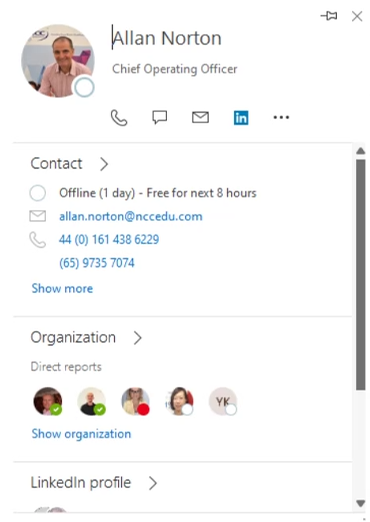 Allan Norton
Chief Operating Officer
Contact
Offline (1 day) - Free for next 8 hours
allan.norton@nccedu.com
44 (0) 161 438 6229
(65) 9735 7074
Show more
Organization
Direct reports
YK
Show organization
LinkedIn profile